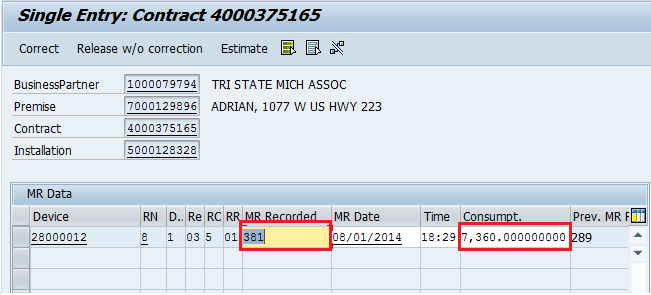 Single Entry: Contract 4000375165
Correct Release w/o correction Estimate
BusinessPartner 1000079794 TRI STATE MICH ASSOC
Premise 7000129896 ADRIAN, 1077 W US HWY 223
Contract 4000375165
Installation 5000128328
MR Data
Device RN D.. Re RC RR MR Recorded MR Date Time Consumpt. Prev. MR R
28000012 8 1 03 5 01 381 08/01/2014 18:29 7,360.000000000 289